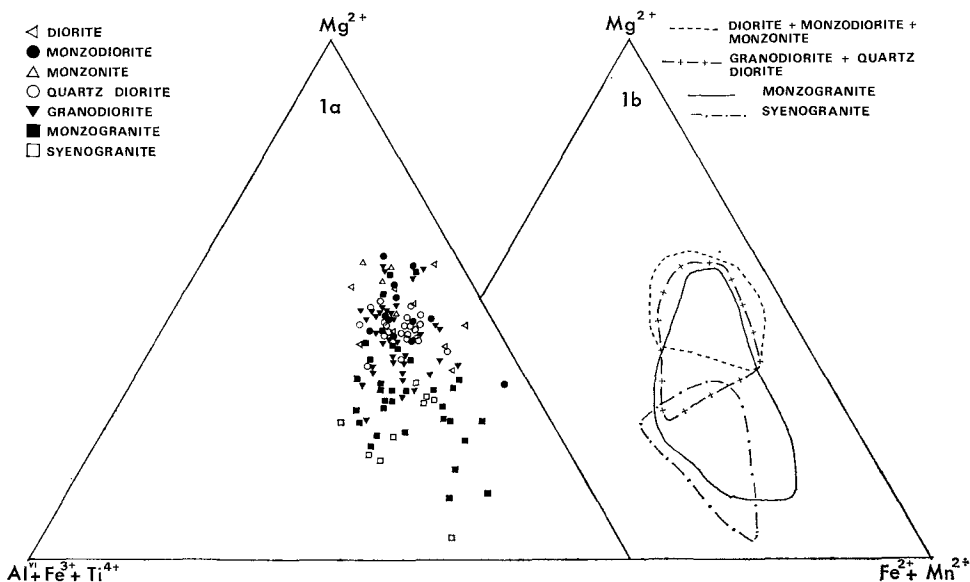 Mg2+
DIORITE
MONZODIORITE
MONZONITE
QUARTZ DIORITE
GRANODIORITE
MONZOGRANITE
SYENOGRANITE
1a
Mg2+
DIORITE + MONZODIORITE +
MONZONITE
GRANODIORITE + QUARTZ
DIORITE
MONZOGRANITE
SYENOGRANITE
1b
Alvi+Fe3++Ti4+
Fe2++Mn2+